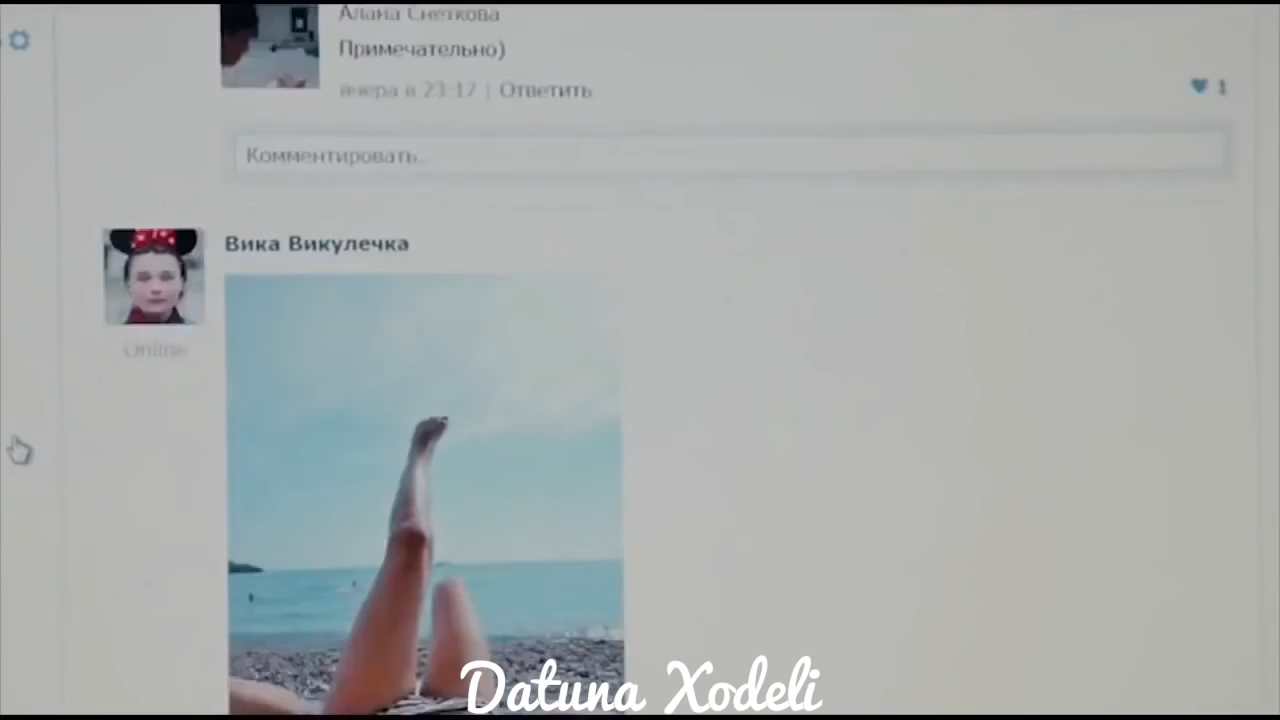 Алана Снеткова
Примечательно)
вчера в 23:17 | Ответить
1
Комментировать...
Вика Викулечка
Online
Datuna Xodeli